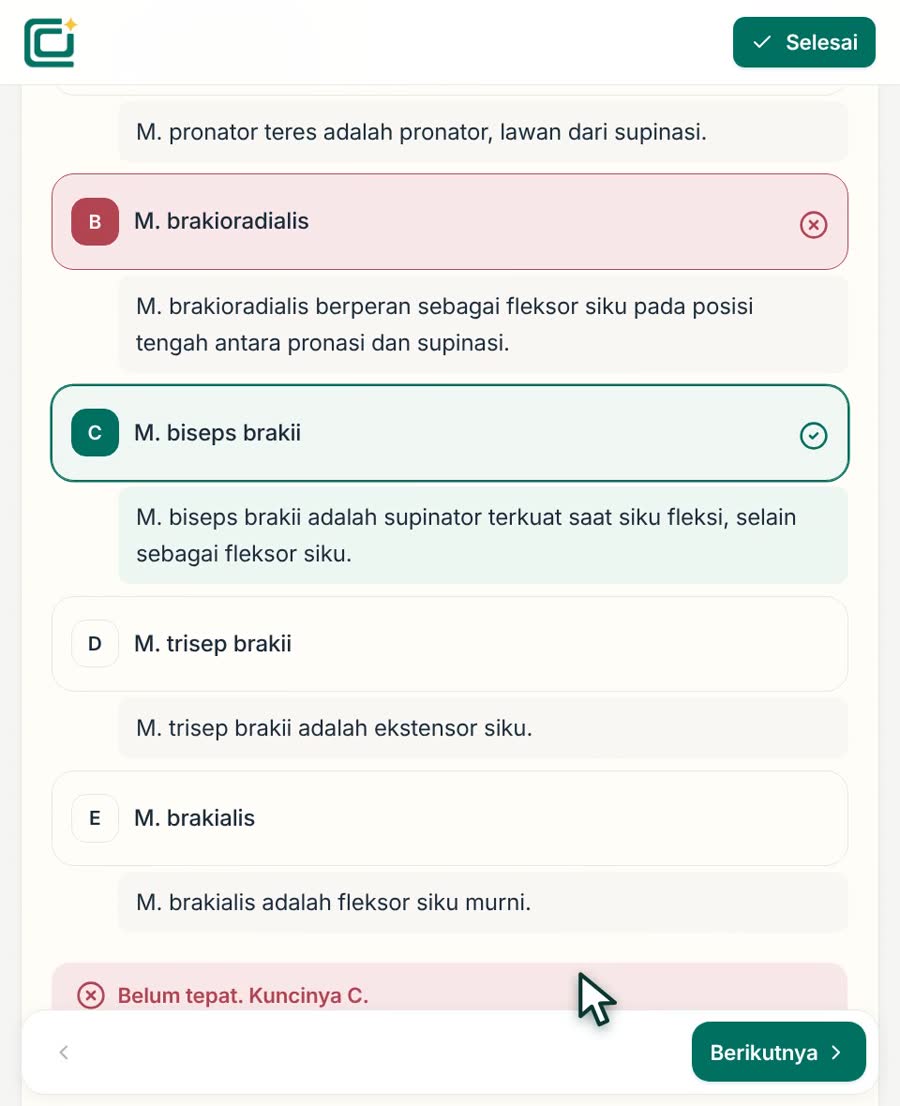 Selesai
M. pronator teres adalah pronator, lawan dari supinasi.
B
M. brakioradialis
M. brakioradialis berperan sebagai fleksor siku pada posisi
tengah antara pronasi dan supinasi.
C
M. biseps brakii
M. biseps brakii adalah supinator terkuat saat siku fleksi, selain
sebagai fleksor siku.
D
M. trisep brakii
M. trisep brakii adalah ekstensor siku.
E
M. brakialis
M. brakialis adalah fleksor siku murni.
Belum tepat. Kuncinya C.
Berikutnya